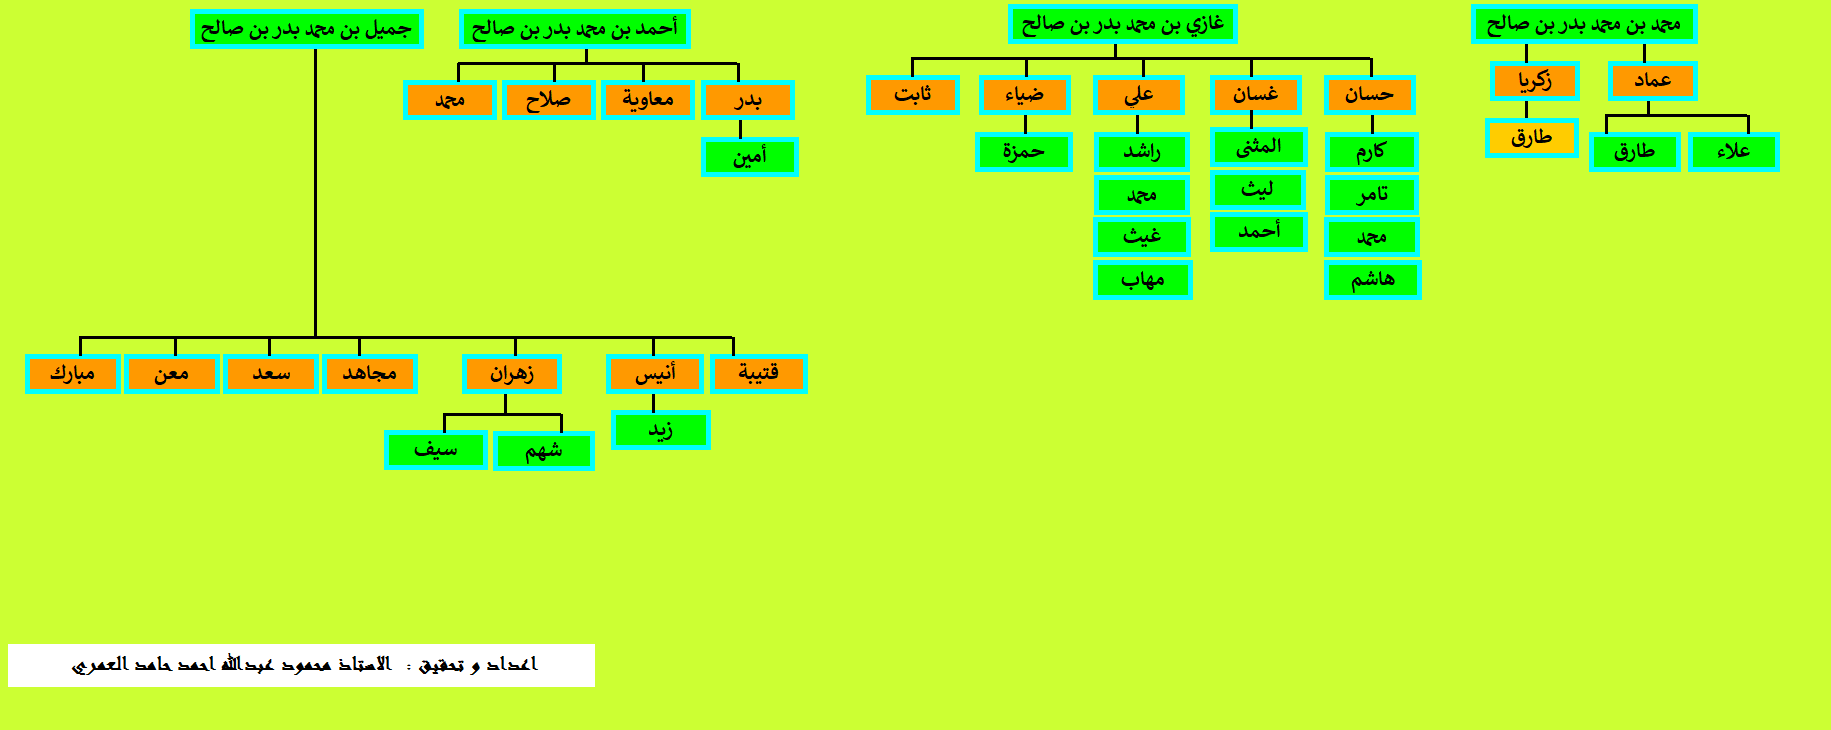 محمد بن محمد بدر بن صالح
عماد
زكريا
علاء
طارق
طارق
غازي بن محمد بدر بن صالح
حسان
غسان
علي
ضياء
ثابت
كارم
تامر
محمد
هاشم
المثنى
ليث
أحمد
راشد
محمد
غيث
مهاب
حمزة
أحمد بن محمد بدر بن صالح
بدر
معاوية
صلاح
محمد
أمين
جميل بن محمد بدر بن صالح
قتيبة
أنيس
زهران
مجاهد
سعد
معن
مبارك
زيد
شهم
سيف
اعداد و تحقيق : الاستاذ محمود عبدالله احمد حامد العمري